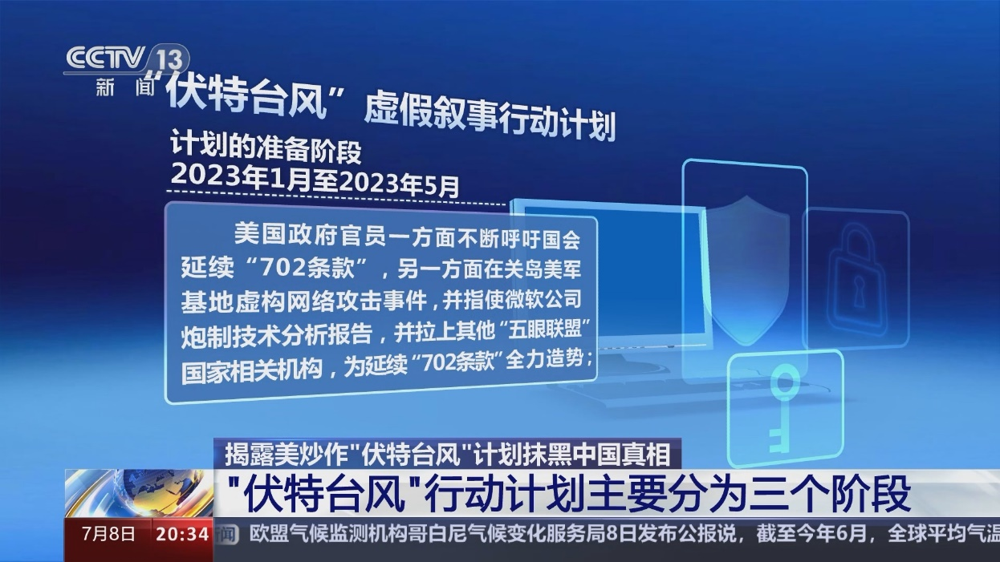 CCTV 13
新闻
“伏特台风”虚假叙事行动计划
计划的准备阶段
2023年1月至2023年5月
美国政府官员一方面不断呼吁国会
延续“702条款”，另一方面在关岛美军
基地虚构网络攻击事件，并指使微软公司
炮制技术分析报告，并拉上其他“五眼联盟”
国家相关机构，为延续“702条款”全力造势；
揭露美炒作"伏特台风"计划抹黑中国真相
"伏特台风"行动计划主要分为三个阶段
7月8日 20:34 闻 欧盟气候监测机构哥白尼气候变化服务局8日发布公报说，截至今年6月，全球平均气温